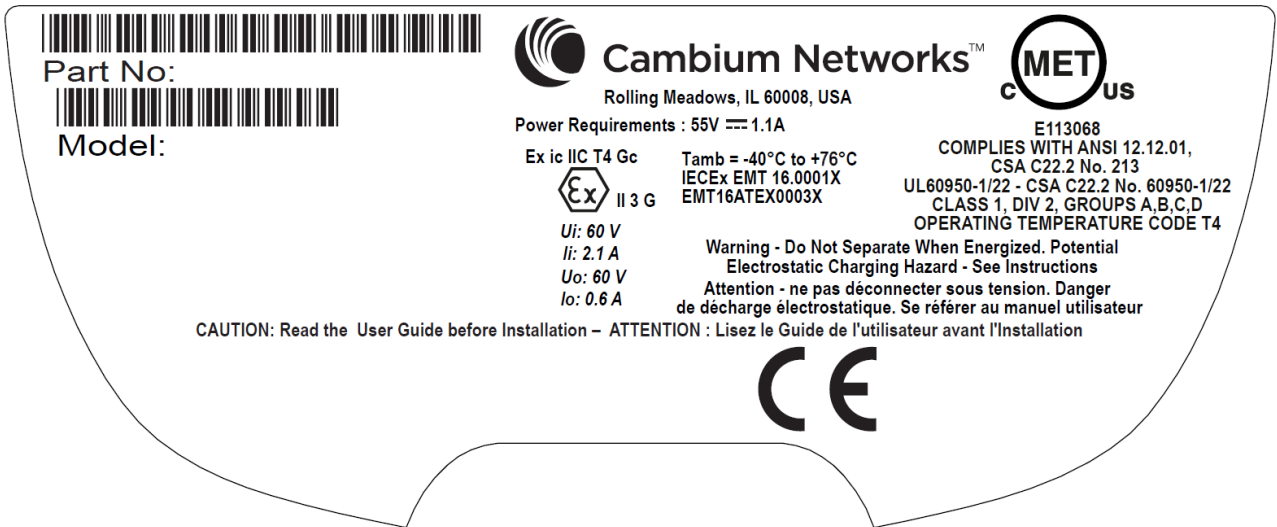 Part No:
Model:
Cambium Networks™
Rolling Meadows, IL 60008, USA
Power Requirements : 55V ⎓ 1.1A
Ex ic IIC T4 Gc
Ex II 3 G
Ui: 60 V
Ii: 2.1 A
Uo: 60 V
Io: 0.6 A
Tamb = -40°C to +76°C
IECEx EMT 16.0001X
EMT16ATEX0003X
MET
C US
E113068
COMPLIES WITH ANSI 12.12.01,
CSA C22.2 No. 213
UL60950-1/22 - CSA C22.2 No. 60950-1/22
CLASS 1, DIV 2, GROUPS A,B,C,D
OPERATING TEMPERATURE CODE T4
Warning - Do Not Separate When Energized. Potential
Electrostatic Charging Hazard - See Instructions
Attention - ne pas déconnecter sous tension. Danger
de décharge électrostatique. Se référer au manuel utilisateur
CAUTION: Read the User Guide before Installation – ATTENTION : Lisez le Guide de l'utilisateur avant l'Installation
CE